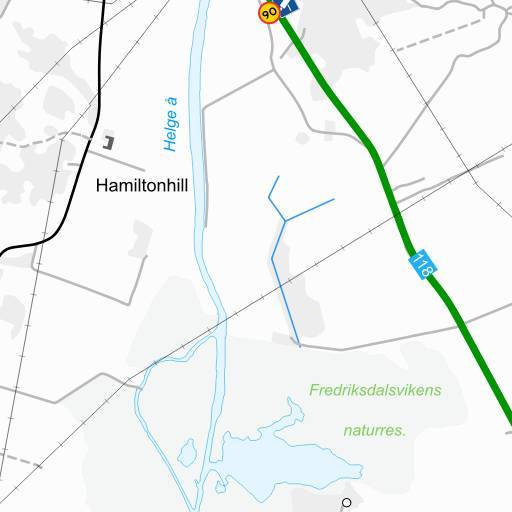 90
Helge å
Hamiltonhill
118
Fredriksdalsvikens
naturres.